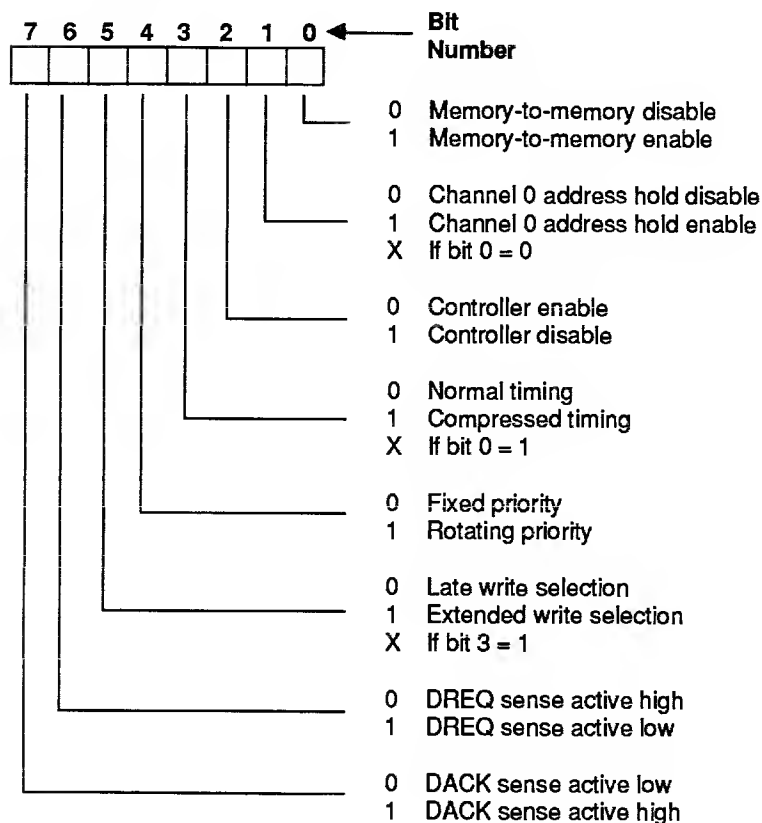 7 6 5 4 3 2 1 0
Bit
Number
0 Memory-to-memory disable
1 Memory-to-memory enable
0 Channel 0 address hold disable
1 Channel 0 address hold enable
X If bit 0 = 0
0 Controller enable
1 Controller disable
0 Normal timing
1 Compressed timing
X If bit 0 = 1
0 Fixed priority
1 Rotating priority
0 Late write selection
1 Extended write selection
X If bit 3 = 1
0 DREQ sense active high
1 DREQ sense active low
0 DACK sense active low
1 DACK sense active high